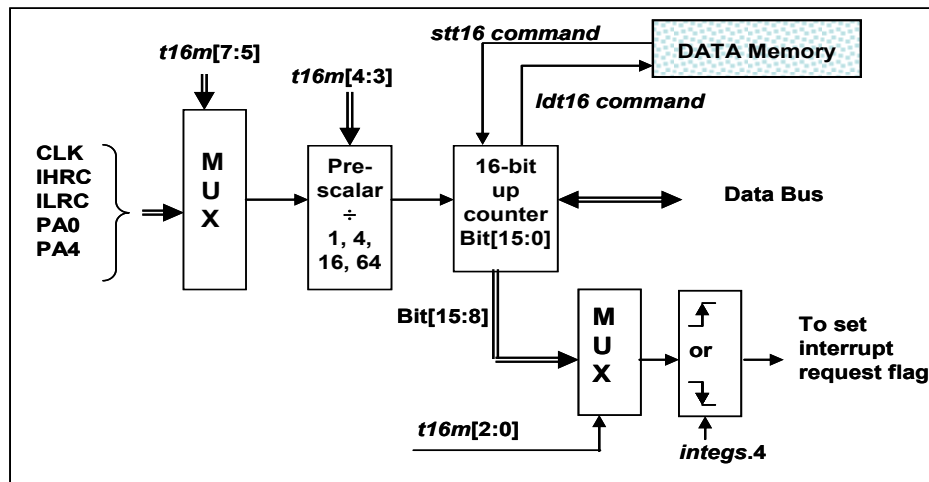 stt16 command
DATA Memory
t16m[7:5]
t16m[4:3]
ldt16 command
CLK
IHRC
ILRC
PA0
PA4
M
U
X
Pre-
scalar
÷
1, 4,
16, 64
16-bit
up
counter
Bit[15:0]
Data Bus
Bit[15:8]
M
U
X
or
To set
interrupt
request flag
t16m[2:0]
integs.4